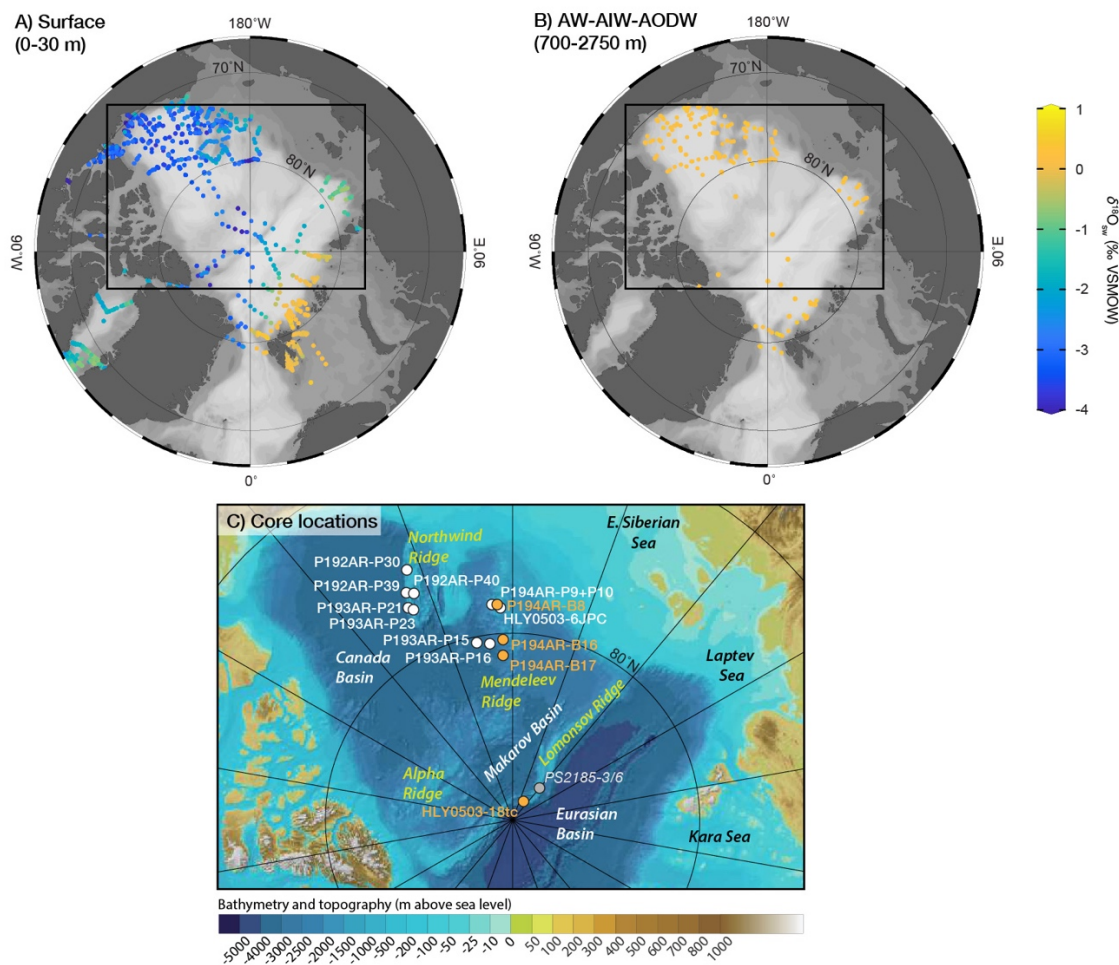 A) Surface
(0-30 m)
180°W
70°N
80°N
90°W
90°E
0°
B) AW-AIW-AODW
(700-2750 m)
180°W
70°N
80°N
90°W
90°E
0°
1
0
-1
-2
-3
-4
δ¹⁸Osw (‰ VSMOW)
C) Core locations
Northwind
Ridge
E. Siberian
Sea
P192AR-P30
P192AR-P40
P192AR-P39
P194AR-P9+P10
P194AR-B8
P193AR-P21
HLY0503-6JPC
P193AR-P23
P193AR-P15
P194AR-B16
P193AR-P16
P194AR-B17
80°N
Canada
Basin
Laptev
Sea
Mendeleev
Ridge
Makarov Basin
Lomonsov Ridge
Alpha
Ridge
PS2185-3/6
HLY0503-18tc
Eurasian
Basin
Kara Sea
Bathymetry and topography (m above sea level)
-5000 -4000 -3000 -2500 -2000 -1500 -1000 -500 -200 -100 -50 -25 -10 0 50 100 200 300 400 500 600 700 800 1000